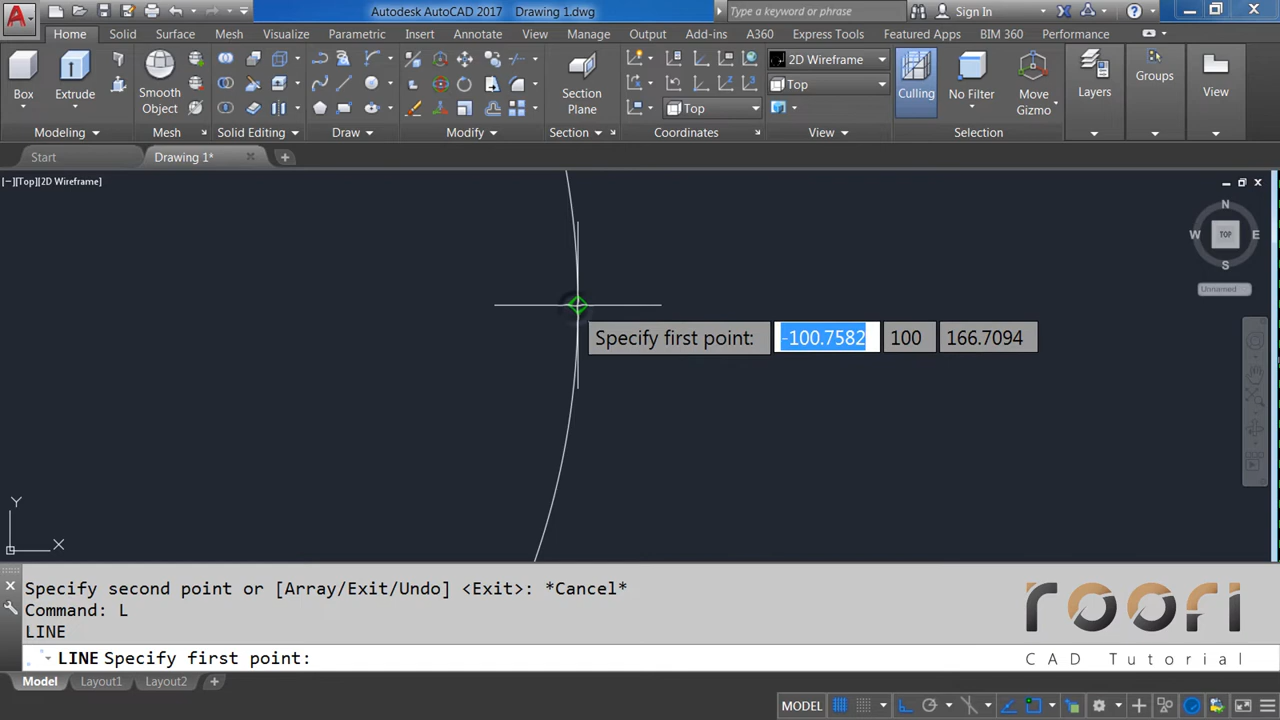 Autodesk AutoCAD 2017 Drawing 1.dwg
Type a keyword or phrase
Sign In
Home Solid Surface Mesh Visualize Parametric Insert Annotate View Manage Output Add-ins A360 Express Tools Featured Apps BIM 360 Performance
2D Wireframe
Top
Top
Box
Extrude
Smooth
Object
Section
Plane
Culling
No Filter
Move
Gizmo
Layers
Groups
View
Modeling
Mesh
Solid Editing
Draw
Modify
Section
Coordinates
View
Selection
Start
Drawing 1*
[−][Top][2D Wireframe]
N
W
TOP
E
S
Unnamed
Specify first point: -100.7582 100 166.7094
Y
X
Specify second point or [Array/Exit/Undo] <Exit>: *Cancel*
Command: L
LINE
LINE Specify first point:
roori
CAD Tutorial
Model Layout1 Layout2
MODEL